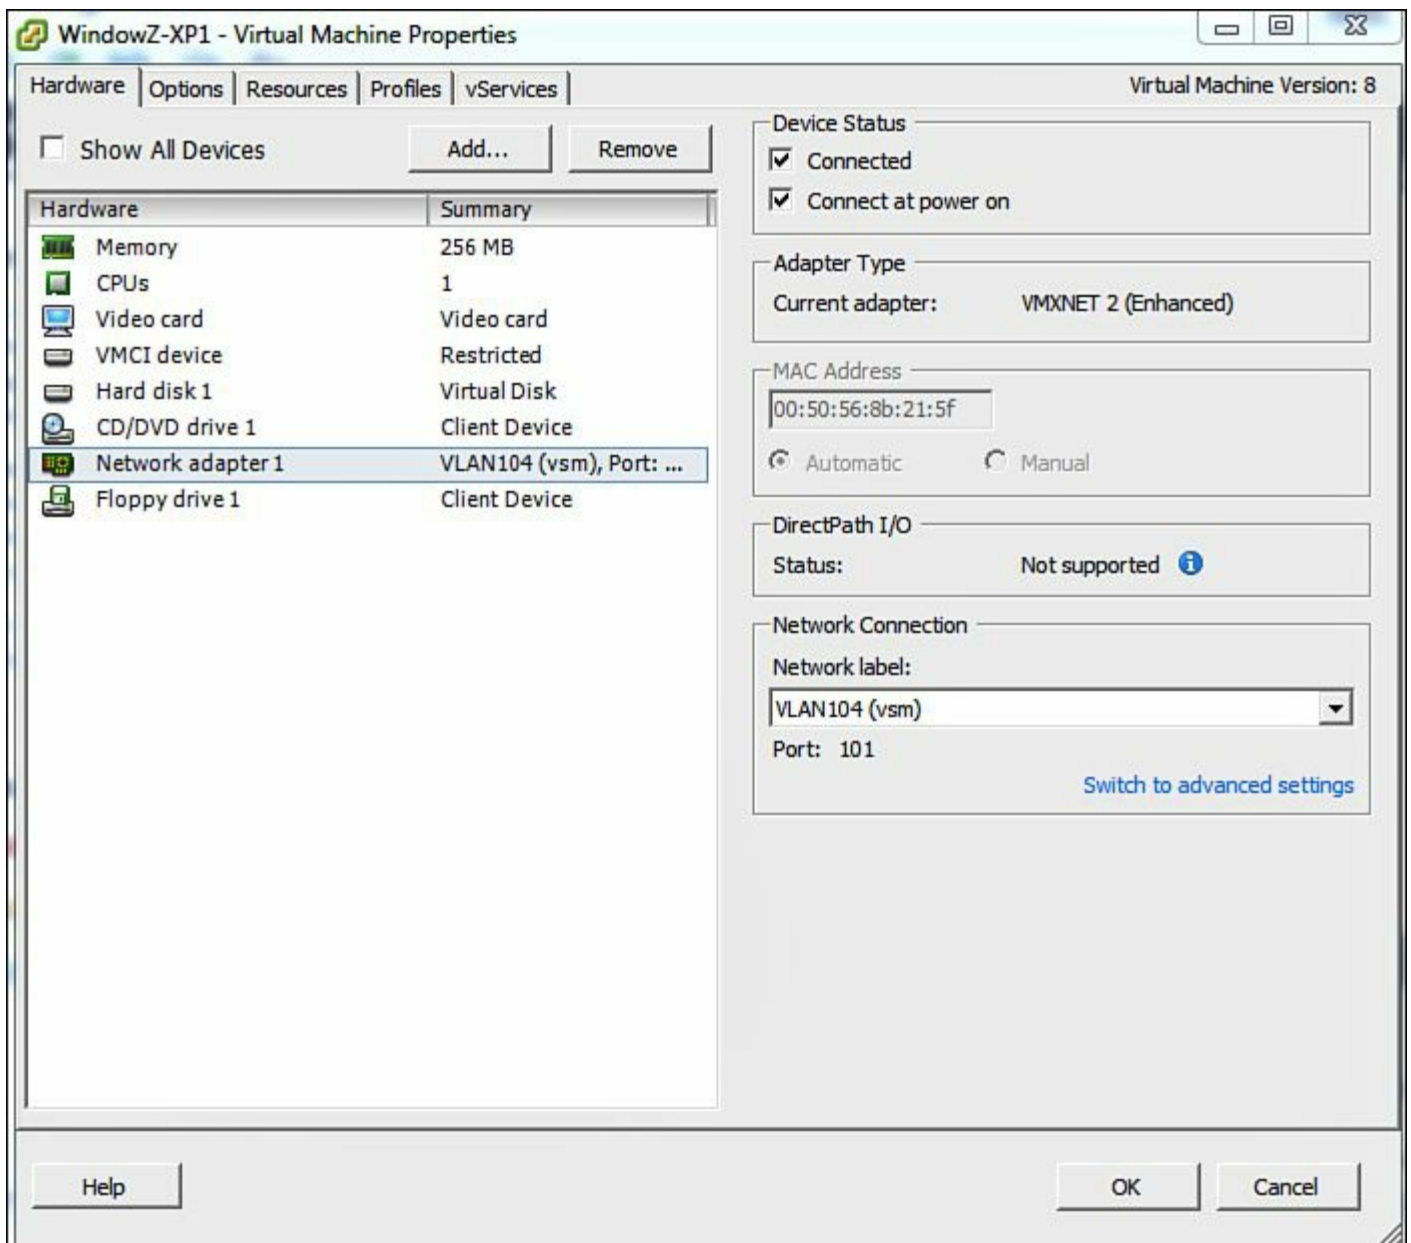 WindowZ-XP1 - Virtual Machine Properties
Hardware Options Resources Profiles vServices
Virtual Machine Version: 8
Show All Devices
Add...
Remove
Hardware Summary
Memory 256 MB
CPUs 1
Video card Video card
VMCI device Restricted
Hard disk 1 Virtual Disk
CD/DVD drive 1 Client Device
Network adapter 1 VLAN104 (vsm), Port: ...
Floppy drive 1 Client Device
Device Status
Connected
Connect at power on
Adapter Type
Current adapter: VMXNET 2 (Enhanced)
MAC Address
00:50:56:8b:21:5f
Automatic Manual
DirectPath I/O
Status: Not supported
Network Connection
Network label:
VLAN104 (vsm)
Port: 101
Switch to advanced settings
Help
OK
Cancel